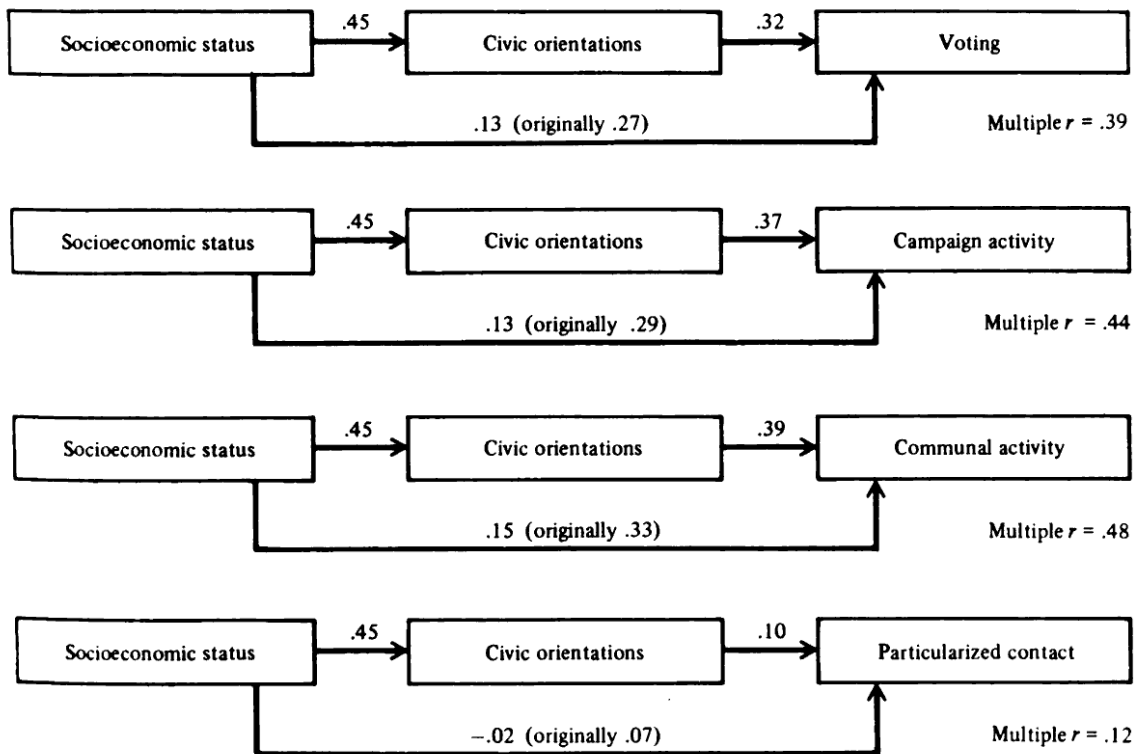 .45 .32
Socioeconomic status Civic orientations Voting
.13 (originally .27) Multiple r = .39
.45 .37
Socioeconomic status Civic orientations Campaign activity
.13 (originally .29) Multiple r = .44
.45 .39
Socioeconomic status Civic orientations Communal activity
.15 (originally .33) Multiple r = .48
.45 .10
Socioeconomic status Civic orientations Particularized contact
−.02 (originally .07) Multiple r = .12